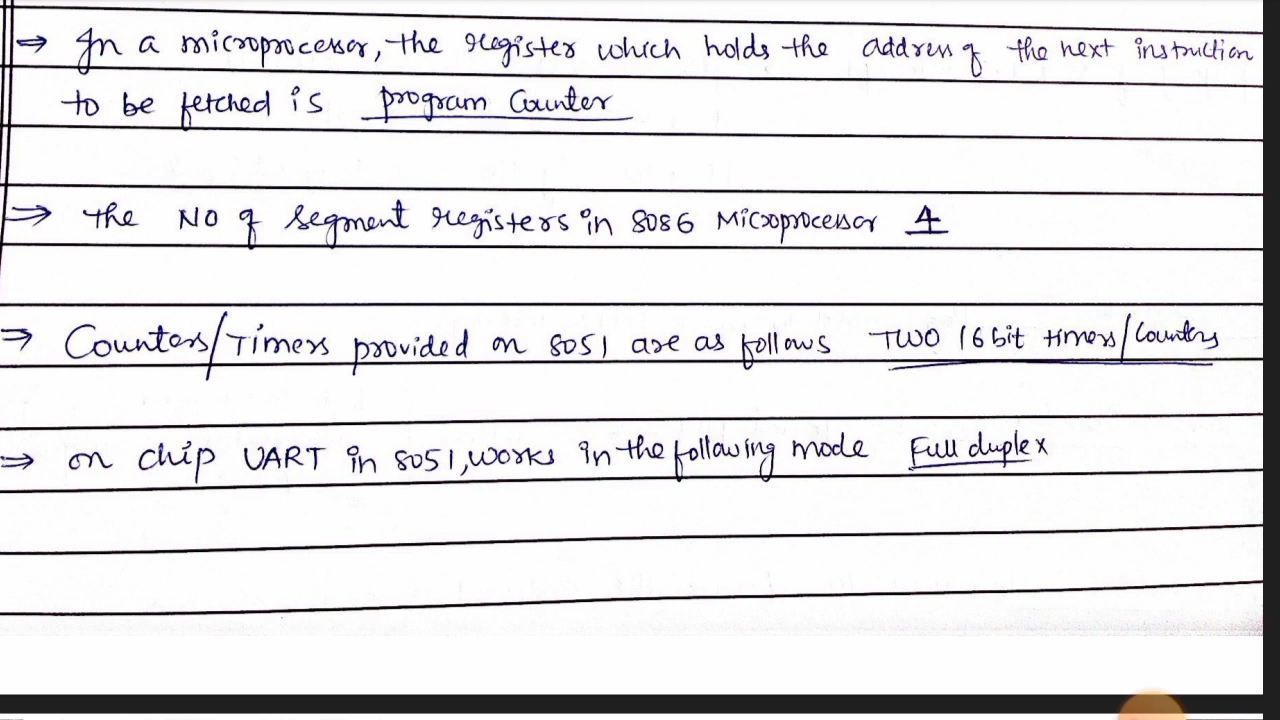 ⇒ In a microprocessor, the register which holds the address of the next instruction
to be fetched is program Counter
⇒ the NO of segment registers in 8086 Microprocessor 4
⇒ Counters/Timers provided on 8051 are as follows TWO 16 bit timers/Counters
⇒ on chip UART in 8051, works in the following mode Full duplex